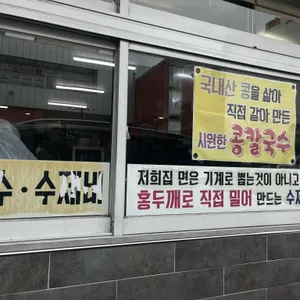 국내산 콩을 삶아
직접 갈아 만든
시원한 콩칼국수
수·수제비
저희집 면은 기계로 뽑는것이 아니고
홍두깨로 직접 밀어 만드는 수제